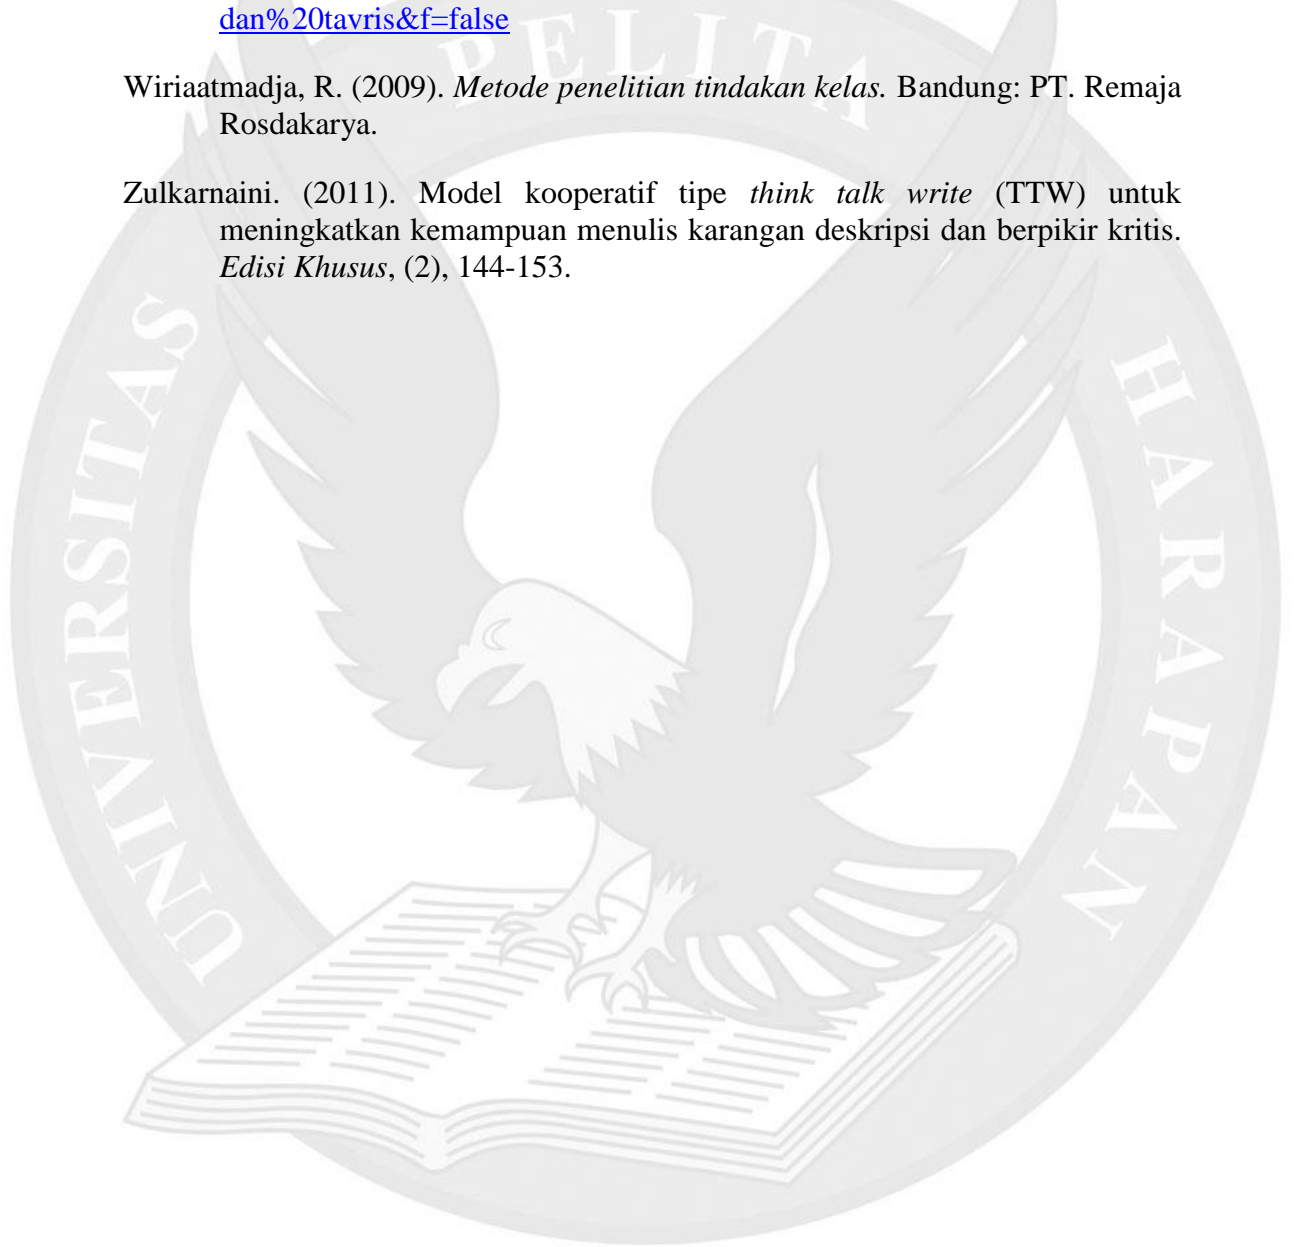 dan%20tavris&f=false
Wiriaatmadja, R. (2009). Metode penelitian tindakan kelas. Bandung: PT. Remaja
Rosdakarya.
Zulkarnaini. (2011). Model kooperatif tipe think talk write (TTW) untuk
meningkatkan kemampuan menulis karangan deskripsi dan berpikir kritis.
Edisi Khusus, (2), 144-153.
UNIVERSITAS PELITA HARAPAN